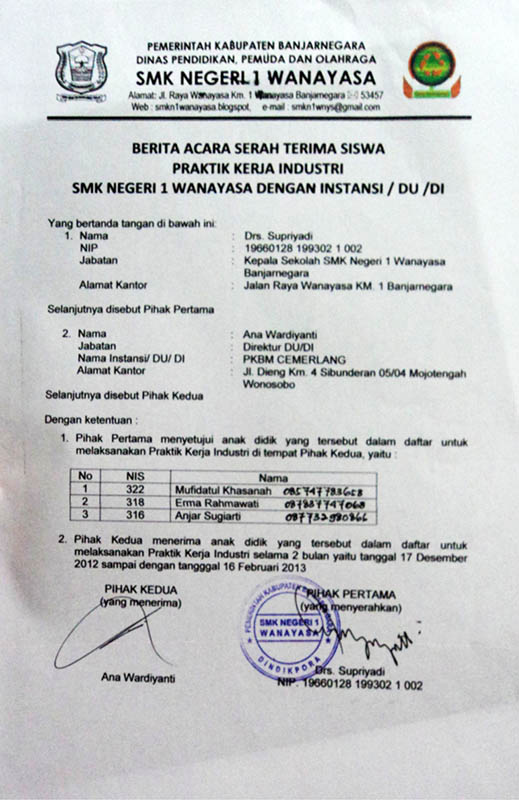 PEMERINTAH KABUPATEN BANJARNEGARA
DINAS PENDIDIKAN, PEMUDA DAN OLAHRAGA
SMK NEGERI 1 WANAYASA
Alamat: Jl. Raya Wanayasa Km. 1 Wanayasa Banjarnegara 53457
Web : smkn1wanayasa.blogspot, e-mail : smkn1wnys@gmail.com
BERITA ACARA SERAH TERIMA SISWA
PRAKTIK KERJA INDUSTRI
SMK NEGERI 1 WANAYASA DENGAN INSTANSI / DU /DI
Yang bertanda tangan di bawah ini:
1. Nama : Drs. Supriyadi
NIP : 19660128 199302 1 002
Jabatan : Kepala Sekolah SMK Negeri 1 Wanayasa
Banjarnegara
Alamat Kantor : Jalan Raya Wanayasa KM. 1 Banjarnegara
Selanjutnya disebut Pihak Pertama
2. Nama : Ana Wardiyanti
Jabatan : Direktur DU/DI
Nama Instansi/ DU/ DI : PKBM CEMERLANG
Alamat Kantor : Jl. Dieng Km. 4 Sibunderan 05/04 Mojotengah
Wonosobo
Selanjutnya disebut Pihak Kedua
Dengan ketentuan :
1. Pihak Pertama menyetujui anak didik yang tersebut dalam daftar untuk
melaksanakan Praktik Kerja Industri di tempat Pihak Kedua, yaitu :
No NIS Nama
1 322 Mufidatul Khasanah
2 318 Erma Rahmawati
3 316 Anjar Sugiarti
2. Pihak Kedua menerima anak didik yang tersebut dalam daftar untuk
melaksanakan Praktik Kerja Industri selama 2 bulan yaitu tanggal 17 Desember
2012 sampai dengan tangggal 16 Februari 2013
PIHAK KEDUA PIHAK PERTAMA
(yang menerima) (yang menyerahkan)
SMK NEGERI 1
WANAYASA
DINDIKPORA
Ana Wardiyanti Drs. Supriyadi
NIP. 19660128 199302 1 002